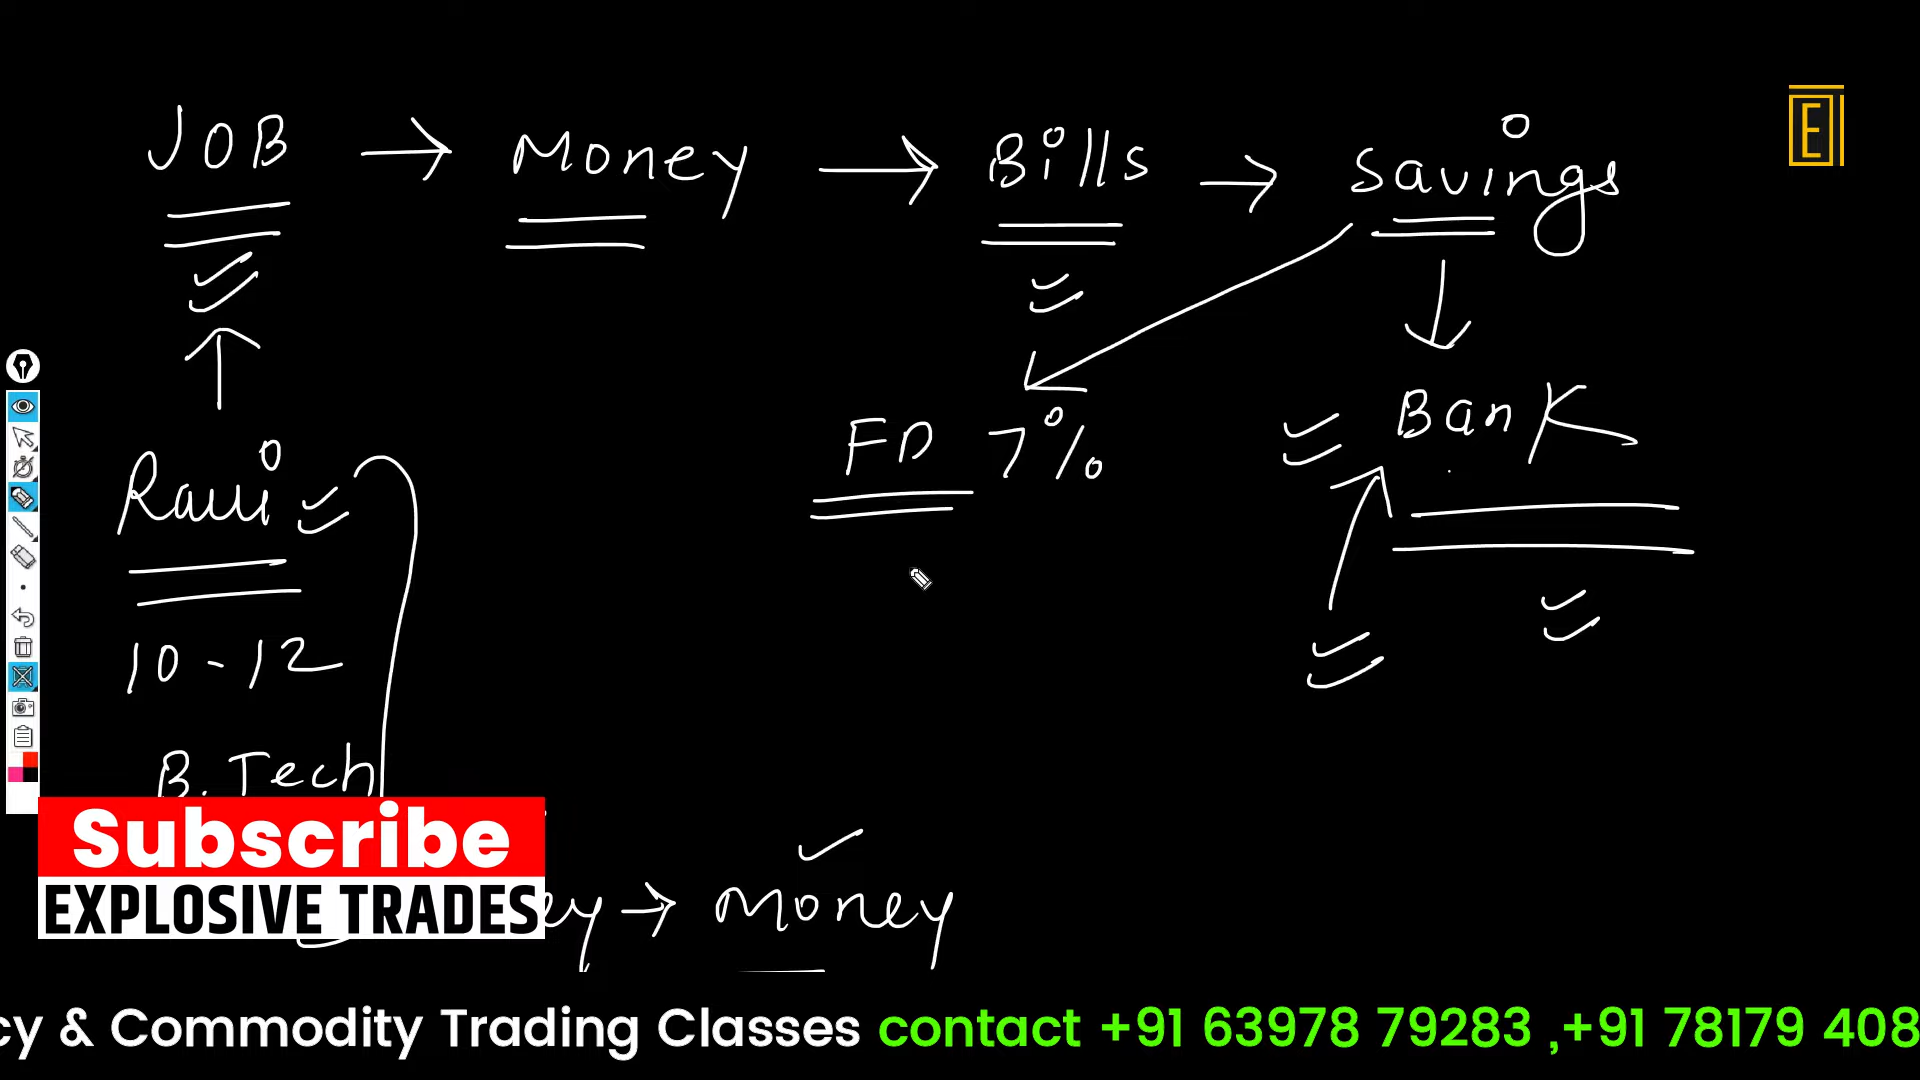 JOB → Money → Bills → Savings
FD 7% Bank
Ravi
10-12
B. Tech
Subscribe
EXPLOSIVE TRADES
ey → Money
cy & Commodity Trading Classes contact +91 63978 79283 ,+91 78179 408
E